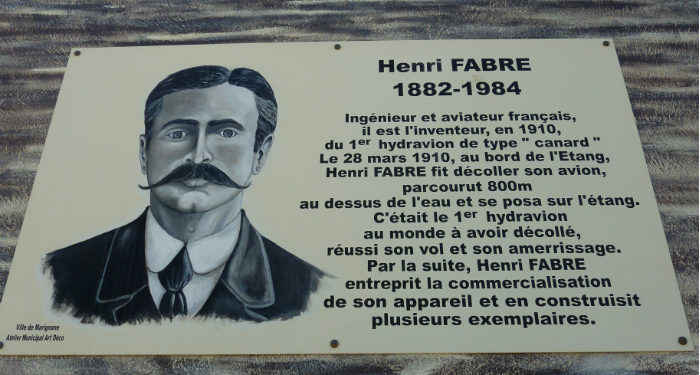 Henri FABRE
1882-1984
Ingénieur et aviateur français,
il est l'inventeur, en 1910,
du 1er hydravion de type " canard "
Le 28 mars 1910, au bord de l'Etang,
Henri FABRE fit décoller son avion,
parcourut 800m
au dessus de l'eau et se posa sur l'étang.
C'était le 1er hydravion
au monde à avoir décollé,
réussi son vol et son amerrissage.
Par la suite, Henri FABRE
entreprit la commercialisation
de son appareil et en construisit
plusieurs exemplaires.
Ville de Marignane
Atelier Municipal Art Déco